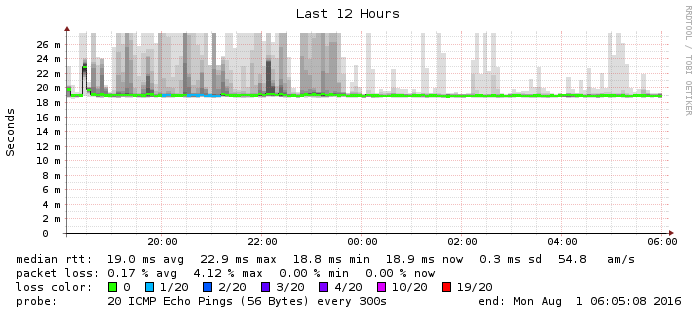 Last 12 Hours
RRDTOOL / TOBI OETIKER
Seconds
26 m
24 m
22 m
20 m
18 m
16 m
14 m
12 m
10 m
8 m
6 m
4 m
2 m
0
20:00 22:00 00:00 02:00 04:00 06:00
median rtt: 19.0 ms avg 22.9 ms max 18.8 ms min 18.9 ms now 0.3 ms sd 54.8 am/s
packet loss: 0.17 % avg 4.12 % max 0.00 % min 0.00 % now
loss color: 0 1/20 2/20 3/20 4/20 10/20 19/20
probe: 20 ICMP Echo Pings (56 Bytes) every 300s end: Mon Aug 1 06:05:08 2016